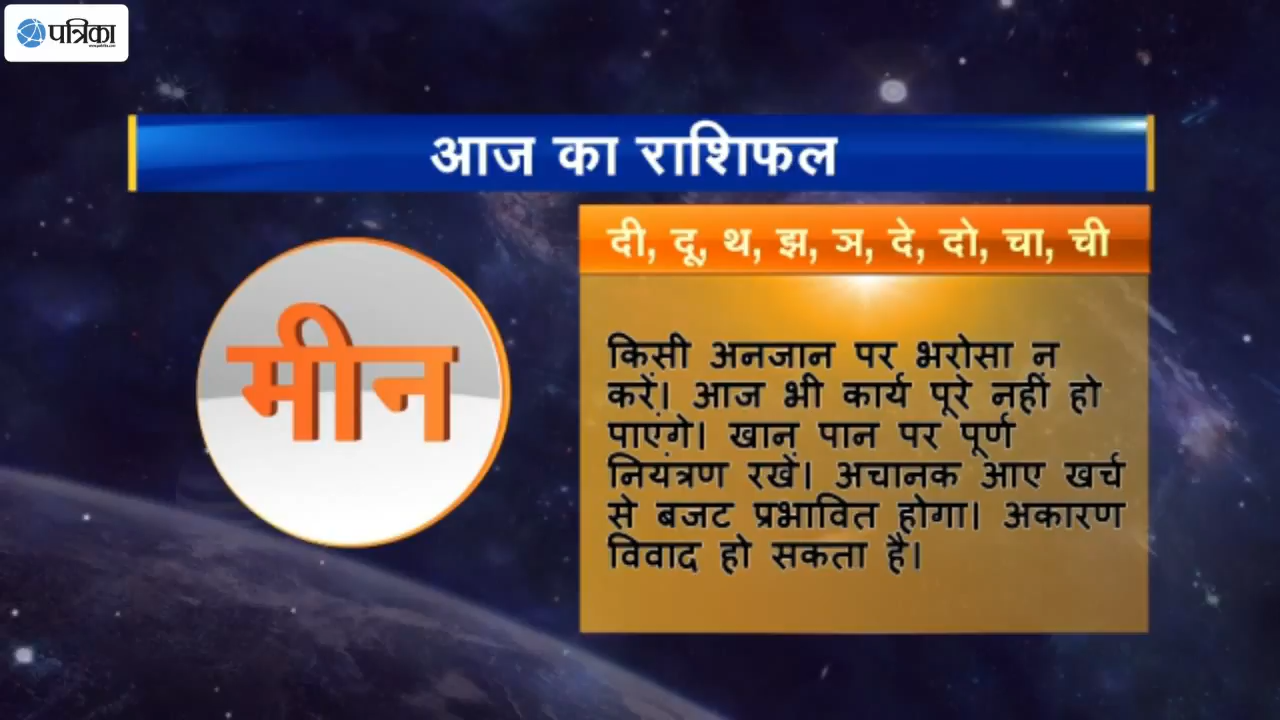 पत्रिका
आज का राशिफल
दी, दू, थ, झ, ञ, दे, दो, चा, ची
मीन
किसी अनजान पर भरोसा न
करें। आज भी कार्य पूरे नहीं हो
पाएंगे। खान पान पर पूर्ण
नियंत्रण रखें। अचानक आए खर्च
से बजट प्रभावित होगा। अकारण
विवाद हो सकता है।